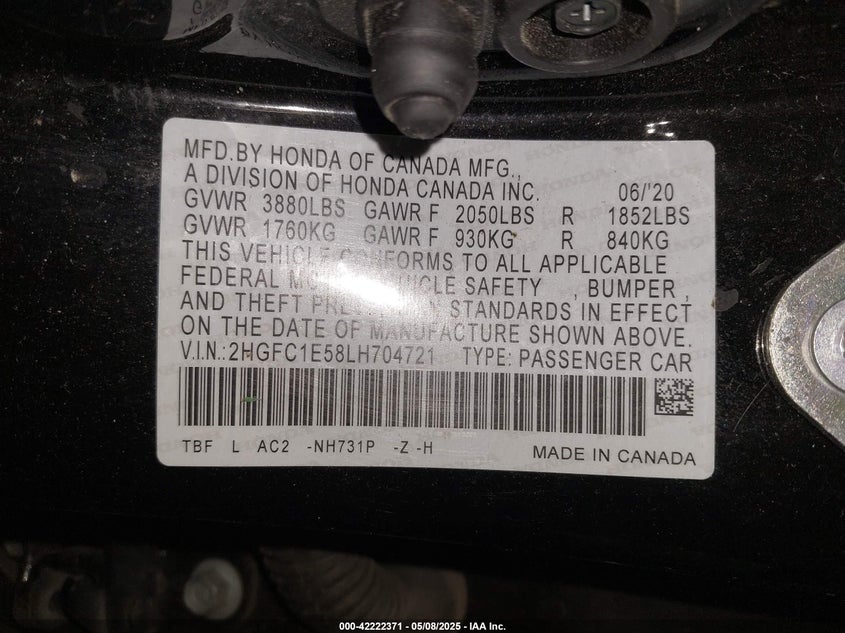 MFD.BY HONDA OF CANADA MFG.,
A DIVISION OF HONDA CANADA INC. 06/'20
GVWR 3880LBS GAWR F 2050LBS R 1852LBS
GVWR 1760KG GAWR F 930KG R 840KG
THIS VEHICLE CONFORMS TO ALL APPLICABLE
FEDERAL MOTOR VEHICLE SAFETY , BUMPER ,
AND THEFT PREVENTION STANDARDS IN EFFECT
ON THE DATE OF MANUFACTURE SHOWN ABOVE.
V.I.N.:2HGFC1E58LH704721 TYPE: PASSENGER CAR
TBF L AC2 -NH731P -Z -H MADE IN CANADA
000-42222371 - 05/08/2025 - IAA Inc.